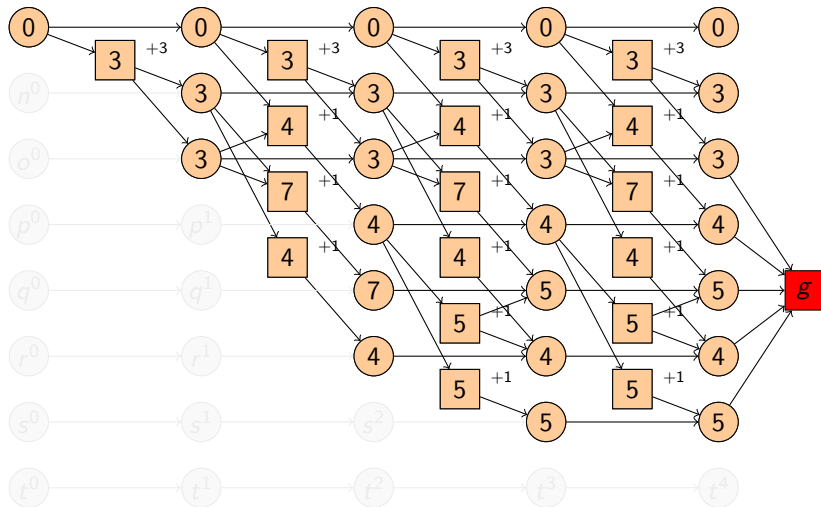 0 0 0 0 0
3 +3 3 +3 3 +3 3 +3
n⁰ 3 3 3 3
4 +1 4 +1 4 +1
o⁰ 3 3 3 3
7 +1 7 +1 7 +1
p⁰ p¹ 4 4 4
4 +1 4 +1 4 +1
q⁰ q¹ 7 5 5 g
5 +1 5 +1
r⁰ r¹ 4 4 4
5 +1 5 +1
s⁰ s¹ s² 5 5
t⁰ t¹ t² t³ t⁴